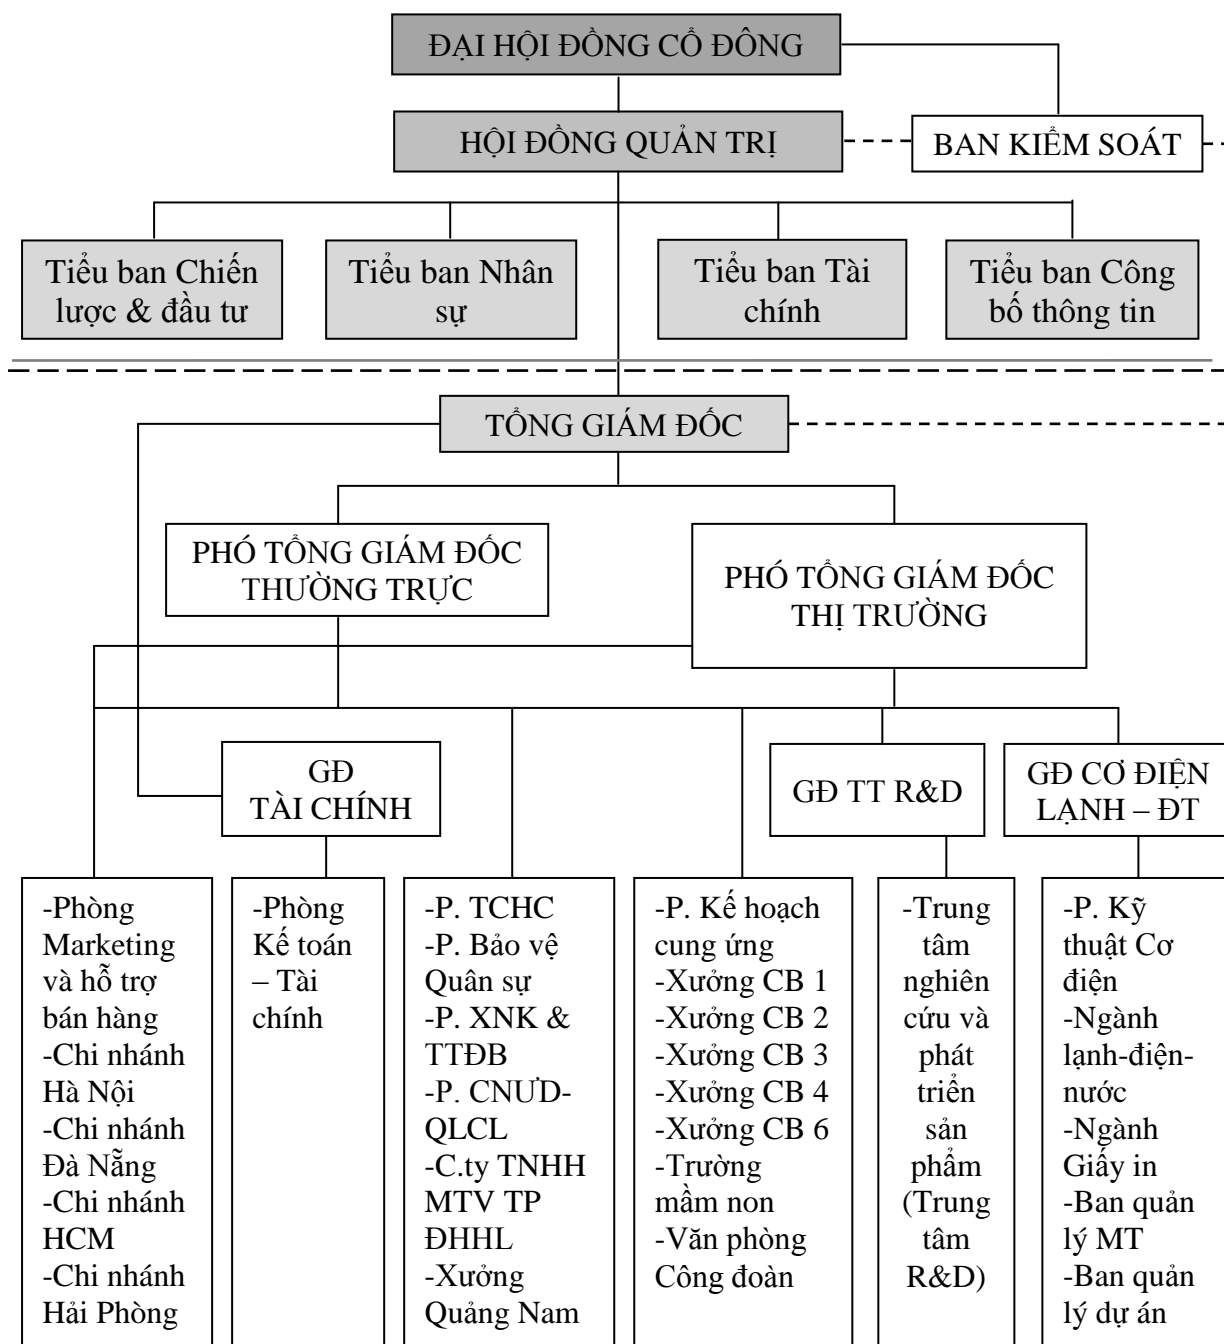 ĐẠI HỘI ĐỒNG CỔ ĐÔNG
HỘI ĐỒNG QUẢN TRỊ
BAN KIỂM SOÁT
Tiểu ban Chiến
lược & đầu tư
Tiểu ban Nhân
sự
Tiểu ban Tài
chính
Tiểu ban Công
bố thông tin
TỔNG GIÁM ĐỐC
PHÓ TỔNG GIÁM ĐỐC
THƯỜNG TRỰC
PHÓ TỔNG GIÁM ĐỐC
THỊ TRƯỜNG
GĐ
TÀI CHÍNH
GĐ TT R&D
GĐ CƠ ĐIỆN
LẠNH – ĐT
-Phòng
Marketing
và hỗ trợ
bán hàng
-Chi nhánh
Hà Nội
-Chi nhánh
Đà Nẵng
-Chi nhánh
HCM
-Chi nhánh
Hải Phòng
-Phòng
Kế toán
– Tài
chính
-P. TCHC
-P. Bảo vệ
Quân sự
-P. XNK &
TTĐB
-P. CNƯD-
QLCL
-C.ty TNHH
MTV TP
ĐHHL
-Xưởng
Quảng Nam
-P. Kế hoạch
cung ứng
-Xưởng CB 1
-Xưởng CB 2
-Xưởng CB 3
-Xưởng CB 4
-Xưởng CB 6
-Trường
mầm non
-Văn phòng
Công đoàn
-Trung
tâm
nghiên
cứu và
phát
triển
sản
phẩm
(Trung
tâm
R&D)
-P. Kỹ
thuật Cơ
điện
-Ngành
lạnh-điện-
nước
-Ngành
Giấy in
-Ban quản
lý MT
-Ban quản
lý dự án